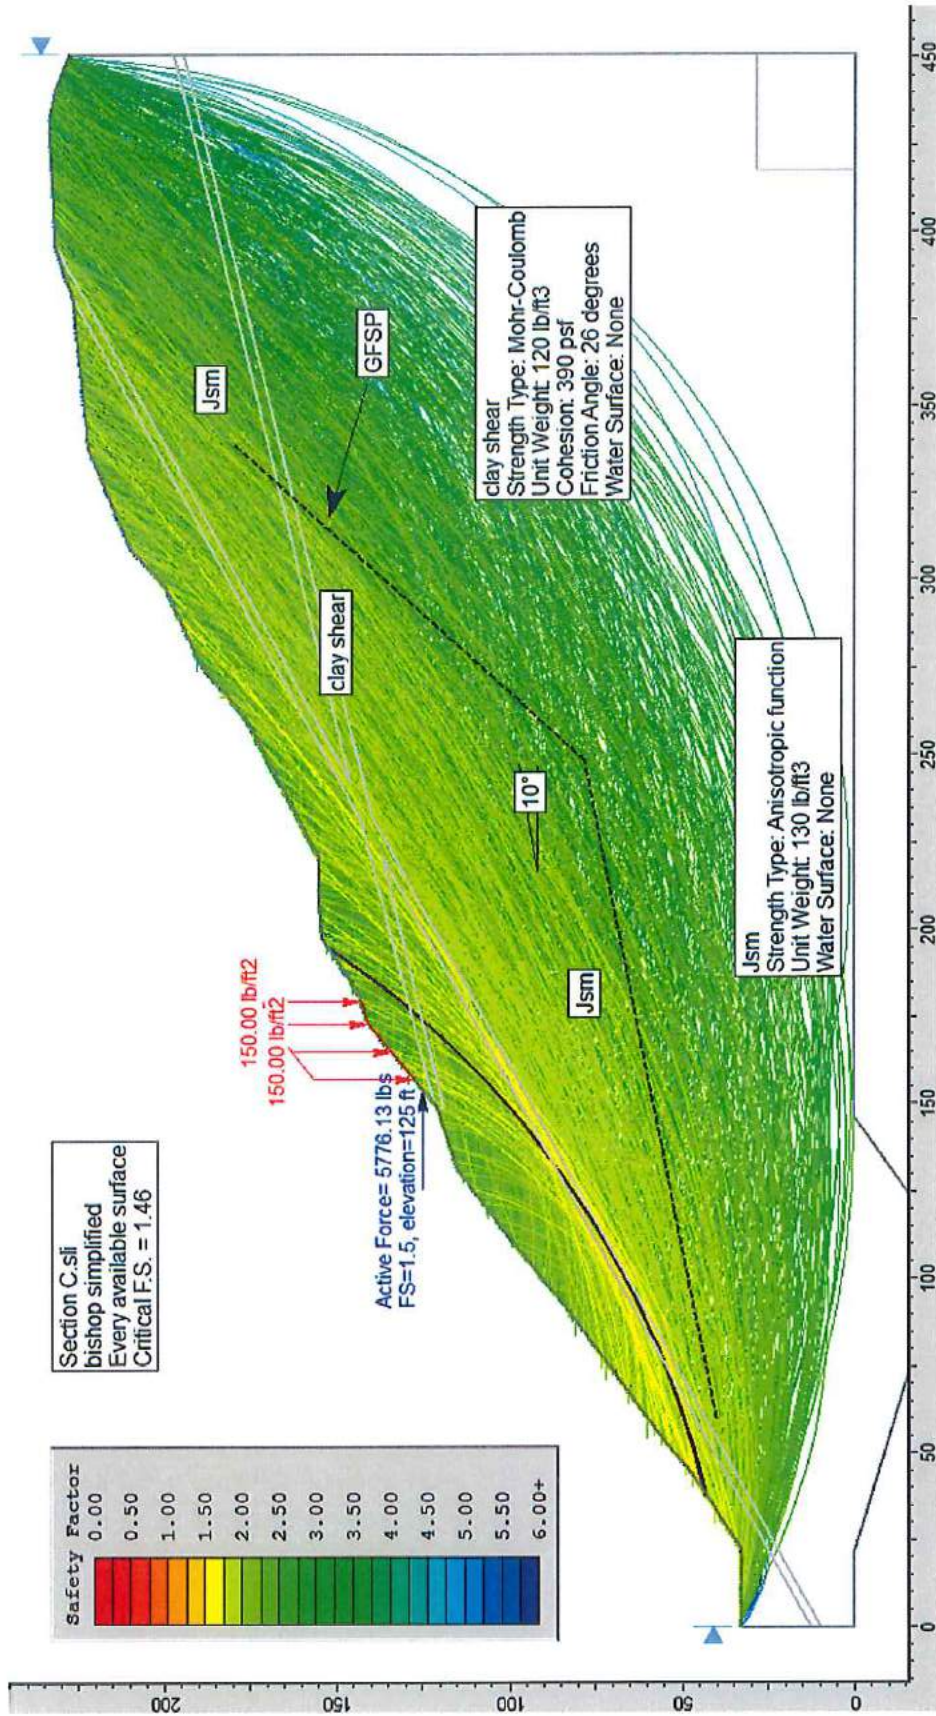 Safety Factor
0.00
0.50
1.00
1.50
2.00
2.50
3.00
3.50
4.00
4.50
5.00
5.50
6.00+
Section C.sli
bishop simplified
Every available surface
Critical F.S. = 1.46
150.00 lb/ft2
150.00 lb/ft2
Active Force= 5776.13 lbs
FS=1.5, elevation=125 ft
Jsm
GFSP
clay shear
10°
Jsm
clay shear
Strength Type: Mohr-Coulomb
Unit Weight: 120 lb/ft3
Cohesion: 390 psf
Friction Angle: 26 degrees
Water Surface: None
Jsm
Strength Type: Anisotropic function
Unit Weight: 130 lb/ft3
Water Surface: None
200
150
100
50
0
0
50
100
150
200
250
300
350
400
450